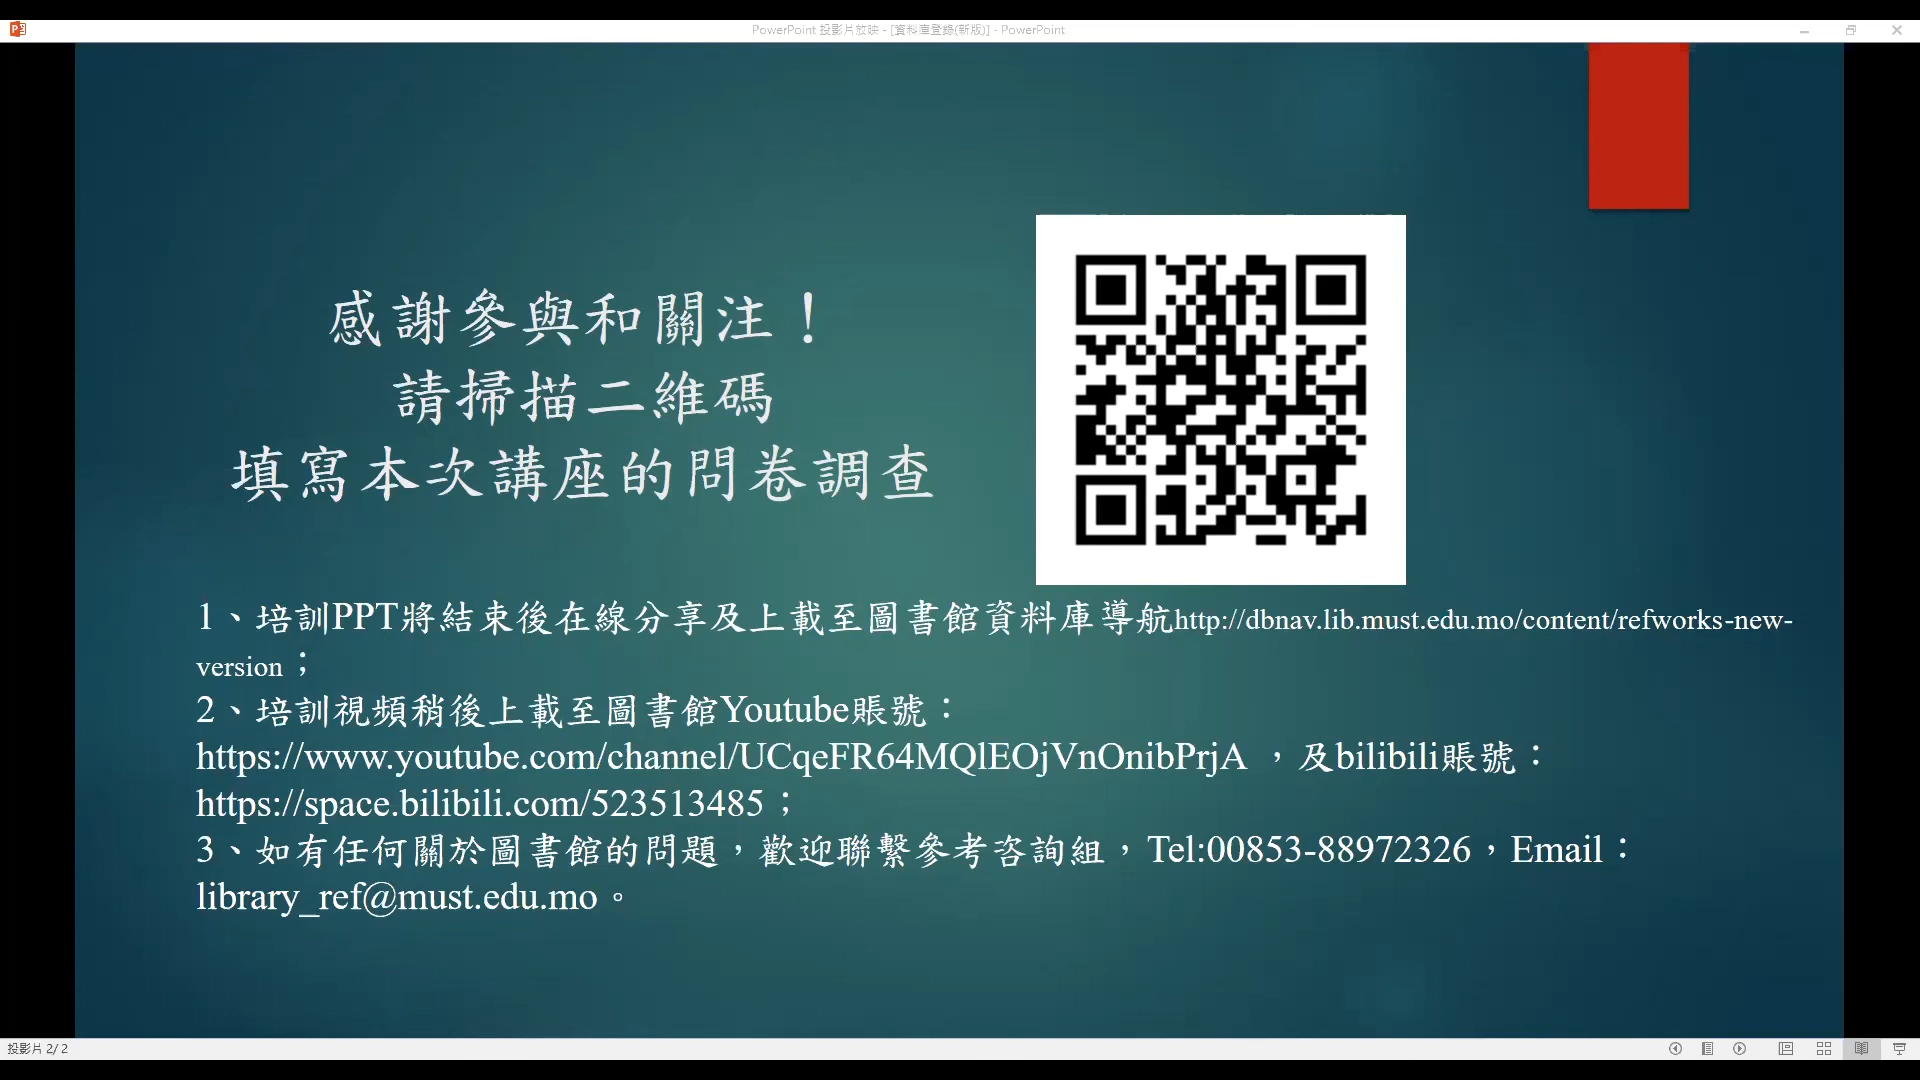 PowerPoint 投影片放映 - [資料庫登錄(新版)] - PowerPoint
感謝參與和關注！
請掃描二維碼
填寫本次講座的問卷調查
1、培訓PPT將結束後在線分享及上載至圖書館資料庫導航http://dbnav.lib.must.edu.mo/content/refworks-new-
version；
2、培訓視頻稍後上載至圖書館Youtube賬號：
https://www.youtube.com/channel/UCqeFR64MQlEOjVnOnibPrjA ，及bilibili賬號：
https://space.bilibili.com/523513485；
3、如有任何關於圖書館的問題，歡迎聯繫參考咨詢組，Tel:00853-88972326，Email：
library_ref@must.edu.mo。
投影片 2/ 2